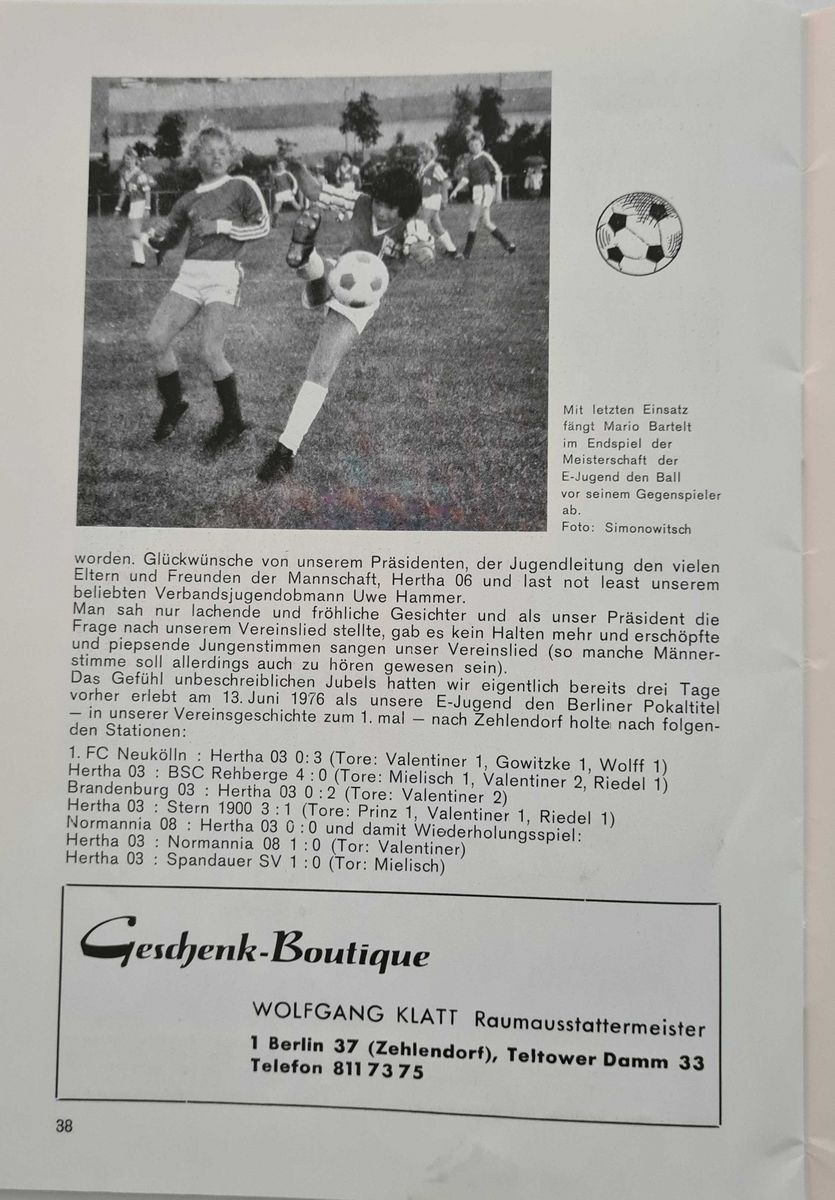 Mit letzten Einsatz
fängt Mario Bartelt
im Endspiel der
Meisterschaft der
E-Jugend den Ball
vor seinem Gegenspieler
ab.
Foto: Simonowitsch
worden. Glückwünsche von unserem Präsidenten, der Jugendleitung den vielen
Eltern und Freunden der Mannschaft, Hertha 06 und last not least unserem
beliebten Verbandsjugendobmann Uwe Hammer.
Man sah nur lachende und fröhliche Gesichter und als unser Präsident die
Frage nach unserem Vereinslied stellte, gab es kein Halten mehr und erschöpfte
und piepsende Jungenstimmen sangen unser Vereinslied (so manche Männer-
stimme soll allerdings auch zu hören gewesen sein).
Das Gefühl unbeschreiblichen Jubels hatten wir eigentlich bereits drei Tage
vorher erlebt am 13. Juni 1976 als unsere E-Jugend den Berliner Pokaltitel
— in unserer Vereinsgeschichte zum 1. mal — nach Zehlendorf holte nach folgen-
den Stationen:
1. FC Neukölln : Hertha 03 0:3 (Tore: Valentiner 1, Gowitzke 1, Wolff 1)
Hertha 03 : BSC Rehberge 4:0 (Tore: Mielisch 1, Valentiner 2, Riedel 1)
Brandenburg 03 : Hertha 03 0:2 (Tore: Valentiner 2)
Hertha 03 : Stern 1900 3:1 (Tore: Prinz 1, Valentiner 1, Riedel 1)
Normannia 08 : Hertha 03 0:0 und damit Wiederholungsspiel:
Hertha 03 : Normannia 08 1:0 (Tor: Valentiner)
Hertha 03 : Spandauer SV 1:0 (Tor: Mielisch)
Geschenk-Boutique
WOLFGANG KLATT Raumausstattermeister
1 Berlin 37 (Zehlendorf), Teltower Damm 33
Telefon 811 73 75
38